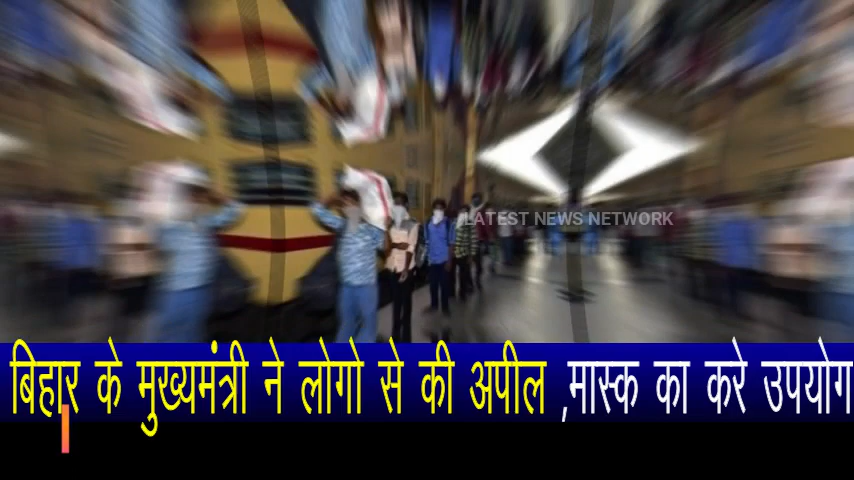 LATEST NEWS NETWORK
बिहार के मुख्यमंत्री ने लोगो से की अपील ,मास्क का करे उपयोग